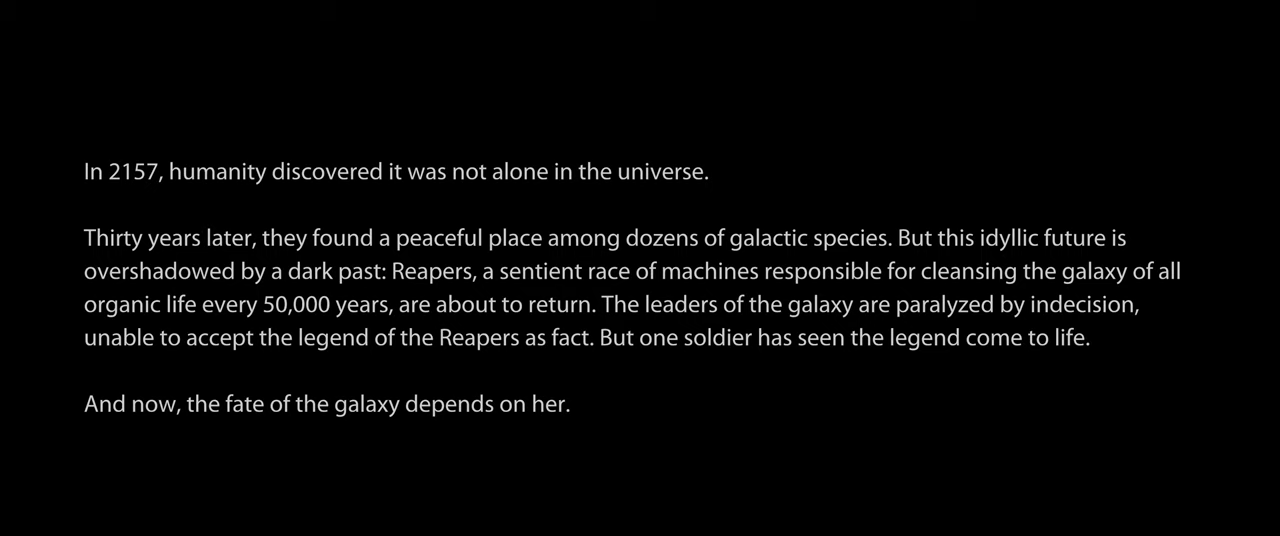 In 2157, humanity discovered it was not alone in the universe.
Thirty years later, they found a peaceful place among dozens of galactic species. But this idyllic future is
overshadowed by a dark past: Reapers, a sentient race of machines responsible for cleansing the galaxy of all
organic life every 50,000 years, are about to return. The leaders of the galaxy are paralyzed by indecision,
unable to accept the legend of the Reapers as fact. But one soldier has seen the legend come to life.
And now, the fate of the galaxy depends on her.